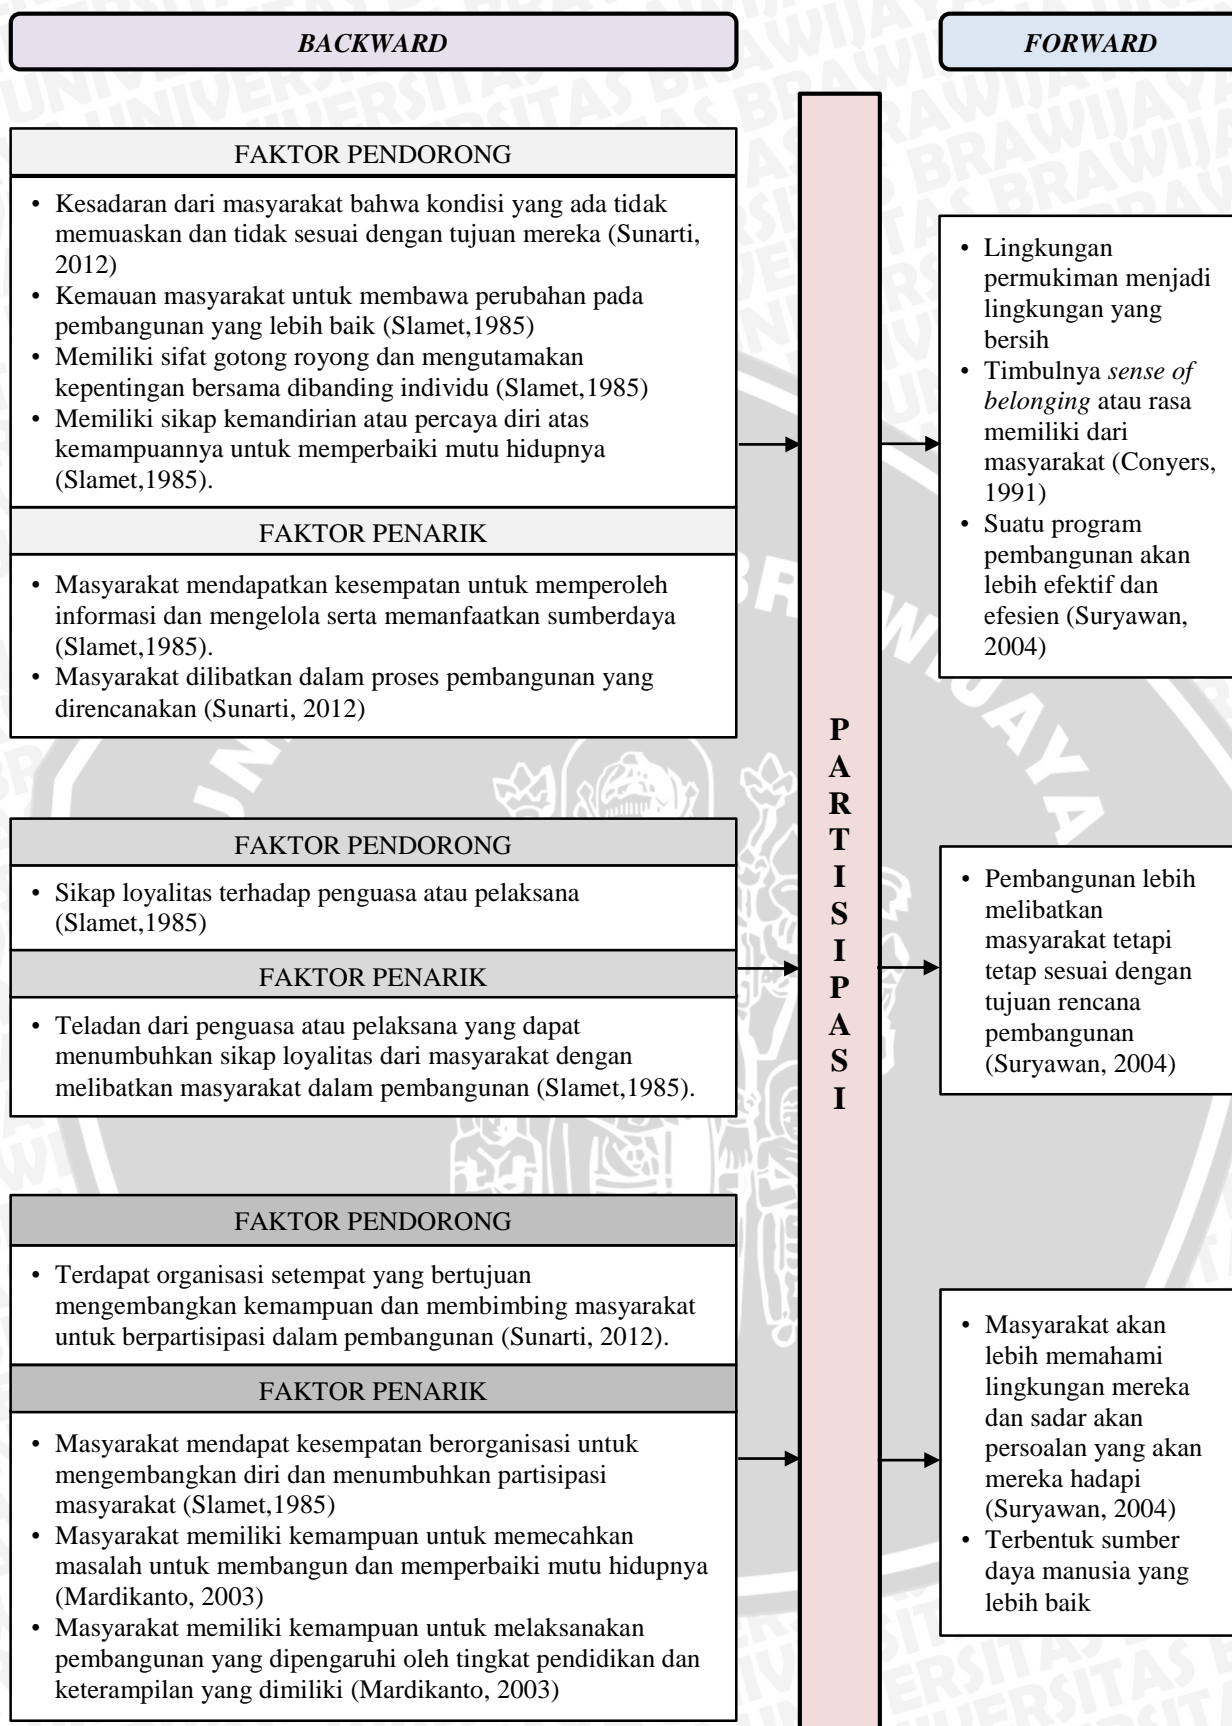 BACKWARD
FORWARD
FAKTOR PENDORONG
• Kesadaran dari masyarakat bahwa kondisi yang ada tidak
memuaskan dan tidak sesuai dengan tujuan mereka (Sunarti,
2012)
• Kemauan masyarakat untuk membawa perubahan pada
pembangunan yang lebih baik (Slamet,1985)
• Memiliki sifat gotong royong dan mengutamakan
kepentingan bersama dibanding individu (Slamet,1985)
• Memiliki sikap kemandirian atau percaya diri atas
kemampuannya untuk memperbaiki mutu hidupnya
(Slamet,1985).
FAKTOR PENARIK
• Masyarakat mendapatkan kesempatan untuk memperoleh
informasi dan mengelola serta memanfaatkan sumberdaya
(Slamet,1985).
• Masyarakat dilibatkan dalam proses pembangunan yang
direncanakan (Sunarti, 2012)
FAKTOR PENDORONG
• Sikap loyalitas terhadap penguasa atau pelaksana
(Slamet,1985)
FAKTOR PENARIK
• Teladan dari penguasa atau pelaksana yang dapat
menumbuhkan sikap loyalitas dari masyarakat dengan
melibatkan masyarakat dalam pembangunan (Slamet,1985).
FAKTOR PENDORONG
• Terdapat organisasi setempat yang bertujuan
mengembangkan kemampuan dan membimbing masyarakat
untuk berpartisipasi dalam pembangunan (Sunarti, 2012).
FAKTOR PENARIK
• Masyarakat mendapat kesempatan berorganisasi untuk
mengembangkan diri dan menumbuhkan partisipasi
masyarakat (Slamet,1985)
• Masyarakat memiliki kemampuan untuk memecahkan
masalah untuk membangun dan memperbaiki mutu hidupnya
(Mardikanto, 2003)
• Masyarakat memiliki kemampuan untuk melaksanakan
pembangunan yang dipengaruhi oleh tingkat pendidikan dan
keterampilan yang dimiliki (Mardikanto, 2003)
P
A
R
T
I
S
I
P
A
S
I
• Lingkungan
permukiman menjadi
lingkungan yang
bersih
• Timbulnya sense of
belonging atau rasa
memiliki dari
masyarakat (Conyers,
1991)
• Suatu program
pembangunan akan
lebih efektif dan
efesien (Suryawan,
2004)
• Pembangunan lebih
melibatkan
masyarakat tetapi
tetap sesuai dengan
tujuan rencana
pembangunan
(Suryawan, 2004)
• Masyarakat akan
lebih memahami
lingkungan mereka
dan sadar akan
persoalan yang akan
mereka hadapi
(Suryawan, 2004)
• Terbentuk sumber
daya manusia yang
lebih baik